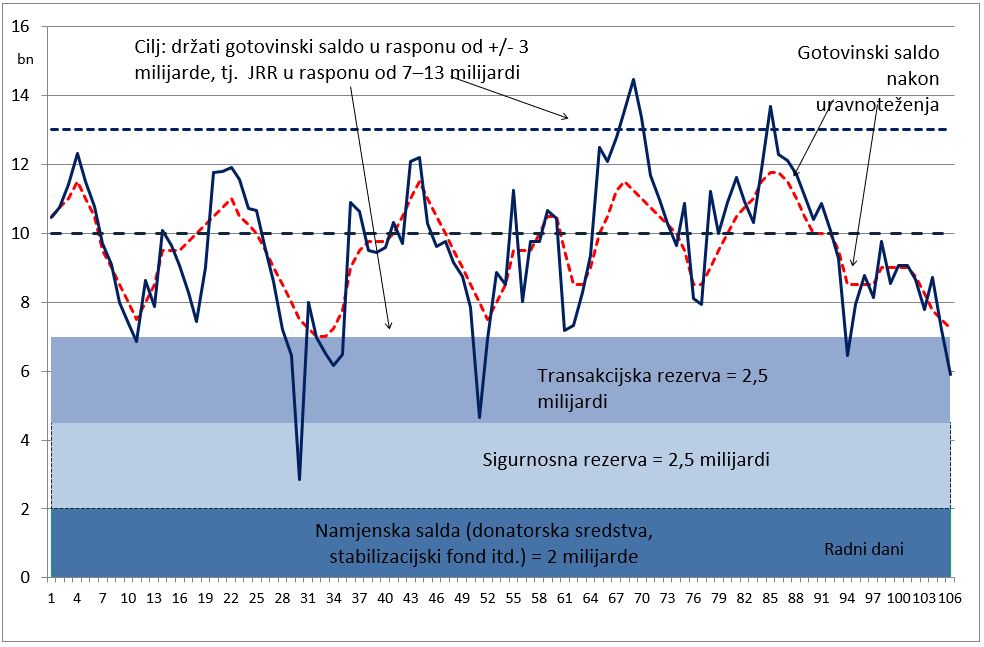 16
bn
14
12
10
8
6
4
2
0
Cilj: držati gotovinski saldo u rasponu od +/- 3
milijarde, tj.  JRR u rasponu od 7–13 milijardi
Gotovinski saldo
nakon
uravnoteženja
Transakcijska rezerva = 2,5
milijardi
Sigurnosna rezerva = 2,5 milijardi
Namjenska salda (donatorska sredstva,
stabilizacijski fond itd.) = 2 milijarde
Radni dani
1 4 7 10 13 16 19 22 25 28 31 34 37 40 43 46 49 52 55 58 61 64 67 70 73 76 79 82 85 88 91 94 97 100 103 106